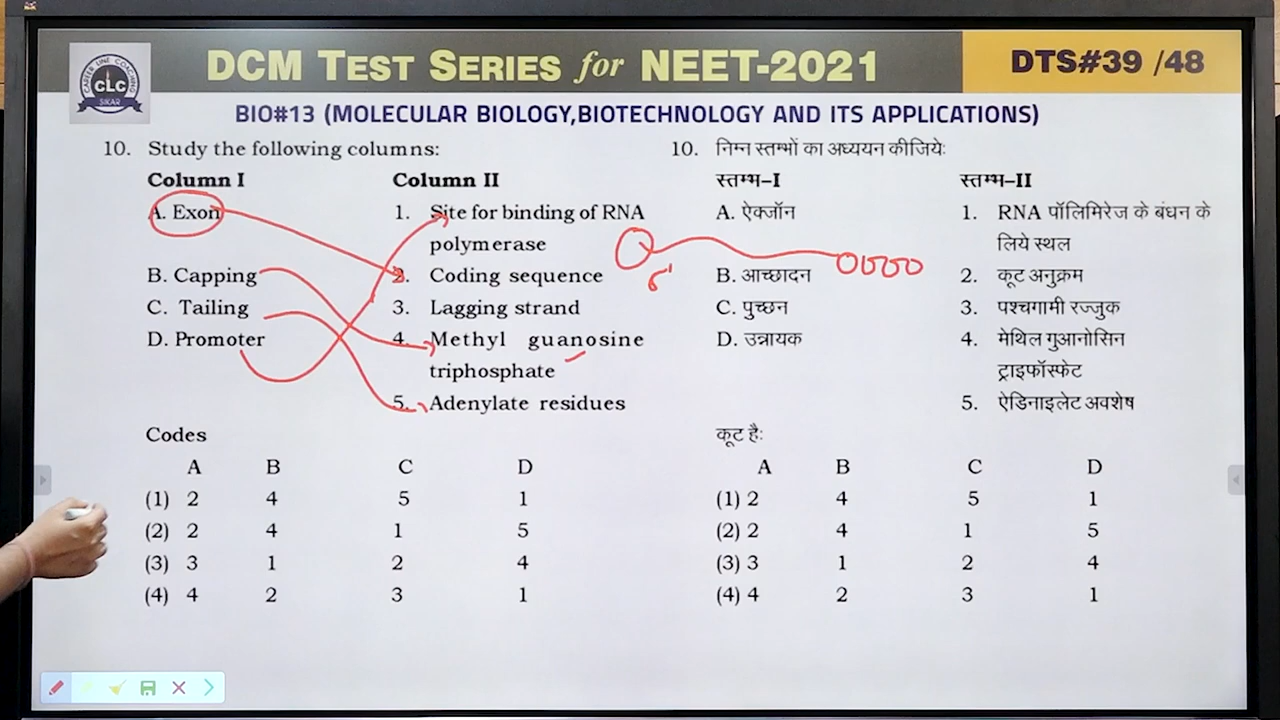 DCM TEST SERIES for NEET-2021
DTS#39 /48
CAREER LINE COACHING
CLC
SIKAR
BIO#13 (MOLECULAR BIOLOGY,BIOTECHNOLOGY AND ITS APPLICATIONS)
10. Study the following columns:
Column I Column II
A. Exon 1. Site for binding of RNA
polymerase
B. Capping 2. Coding sequence
C. Tailing 3. Lagging strand
D. Promoter 4. Methyl guanosine
triphosphate
5. Adenylate residues
Codes
A B C D
(1) 2 4 5 1
(2) 2 4 1 5
(3) 3 1 2 4
(4) 4 2 3 1
10. निम्न स्तम्भों का अध्ययन कीजियेः
स्तम्भ-I स्तम्भ-II
A. ऐक्जॉन 1. RNA पॉलिमिरेज के बंधन के
लिये स्थल
B. आच्छादन 2. कूट अनुक्रम
C. पुच्छन 3. पश्चगामी रज्जुक
D. उन्नायक 4. मेथिल गुआनोसिन
ट्राइफॉस्फेट
5. ऐडिनाइलेट अवशेष
कूट हैः
A B C D
(1) 2 4 5 1
(2) 2 4 1 5
(3) 3 1 2 4
(4) 4 2 3 1